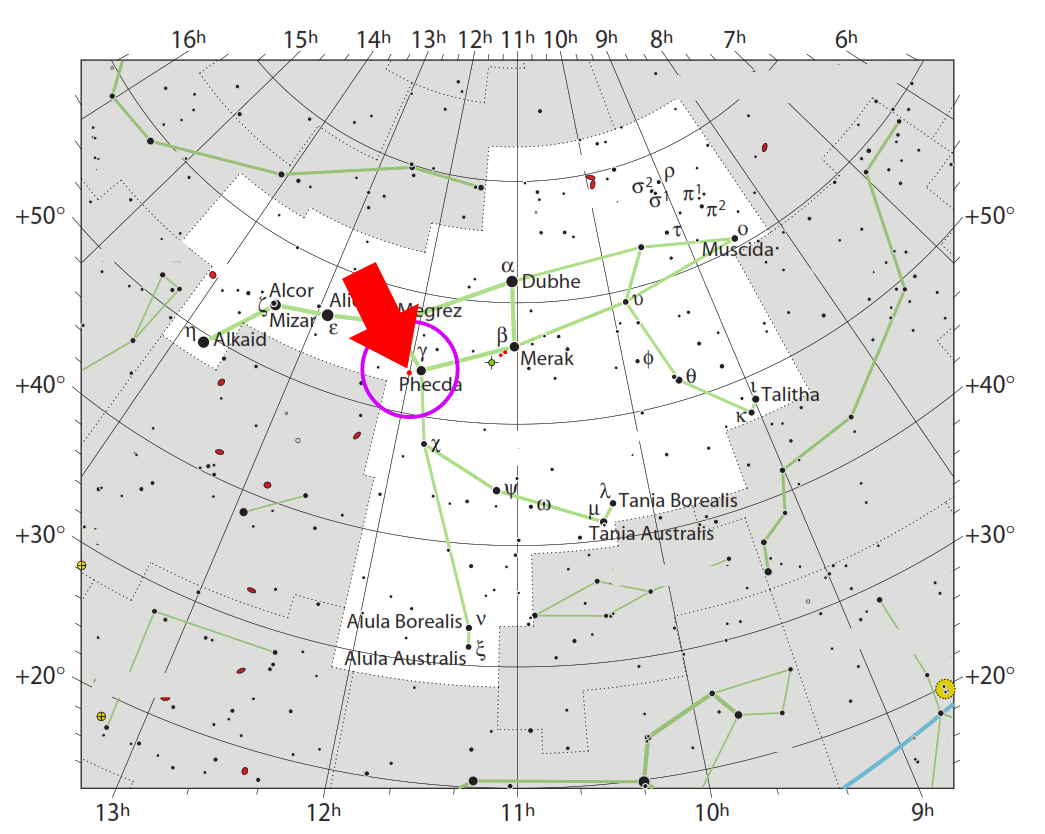 16h 15h 14h 13h 12h 11h 10h 9h 8h 7h 6h
+50° +50°
ρ
σ² σ¹ π¹ π²
τ ο
Muscida
α Dubhe
Alcor
ζ Mizar
ε
Megrez
υ
η Alkaid
β Merak
γ Phecda
φ θ
ι Talitha
κ
+40° +40°
χ
ψ ω
λ Tania Borealis
μ
Tania Australis
+30° +30°
Alula Borealis ν
Alula Australis ξ
+20° +20°
13h 12h 11h 10h 9h